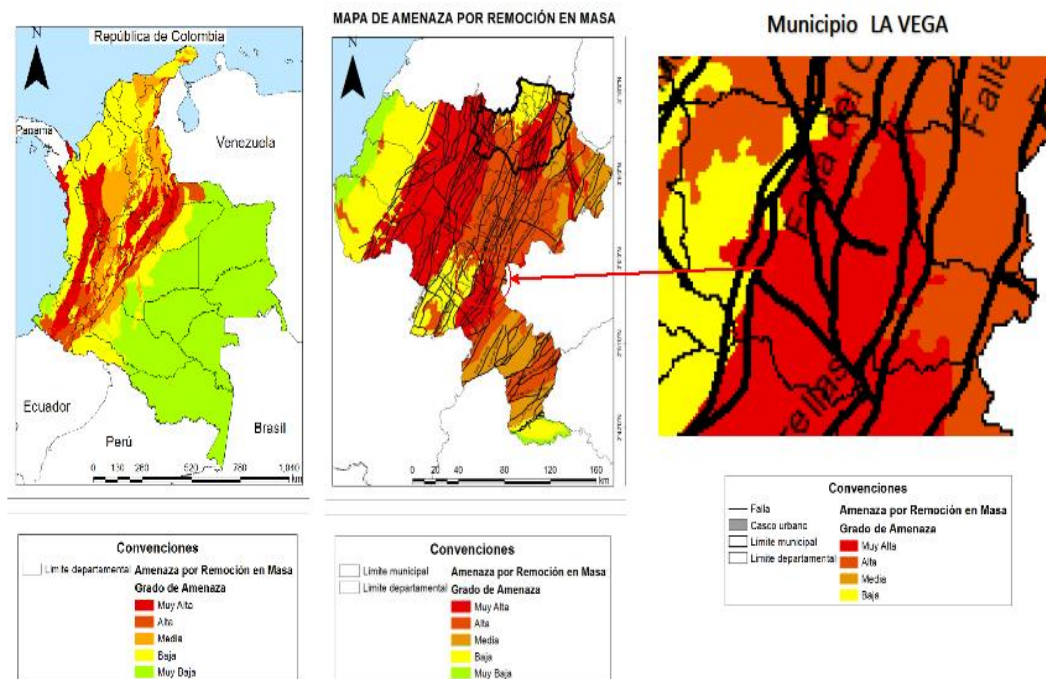 República de Colombia
N
Panamá
Venezuela
Ecuador
Perú
Brasil
0 130 260 520 780 1,040
km
Convenciones
Límite departamental
Amenaza por Remoción en Masa
Grado de Amenaza
Muy Alta
Alta
Media
Baja
Muy Baja
MAPA DE AMENAZA POR REMOCIÓN EN MASA
N
0 20 40 80 120 160
km
Convenciones
Límite municipal
Límite departamental
Amenaza por Remoción en Masa
Grado de Amenaza
Muy Alta
Alta
Media
Baja
Muy Baja
Municipio LA VEGA
Falla del
Falla
Convenciones
Falla
Casco urbano
Límite municipal
Límite departamental
Amenaza por Remoción en Masa
Grado de Amenaza
Muy Alta
Alta
Media
Baja